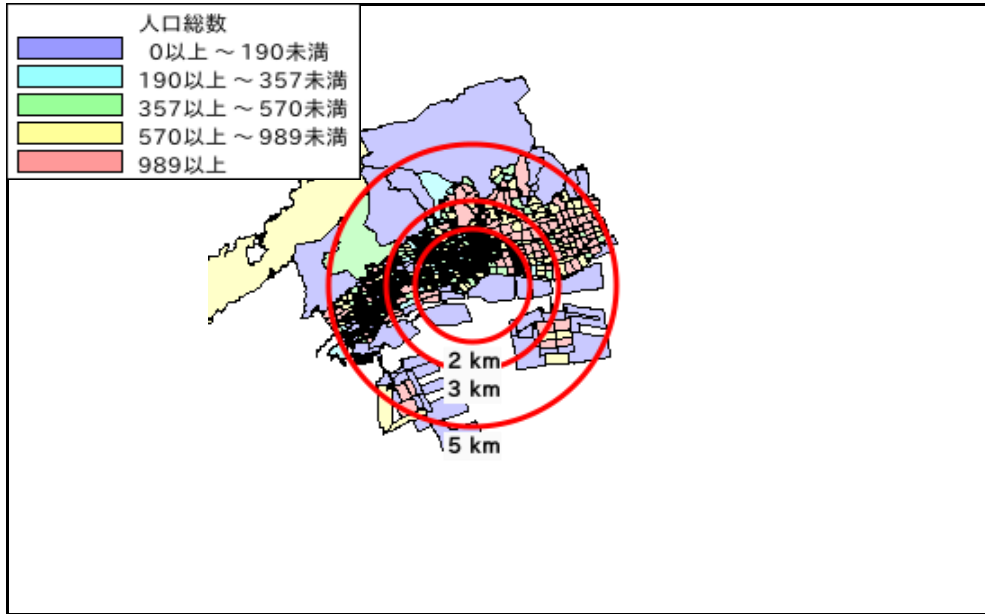 人口総数
0以上 ～ 190未満
190以上 ～ 357未満
357以上 ～ 570未満
570以上 ～ 989未満
989以上
2 km
3 km
5 km